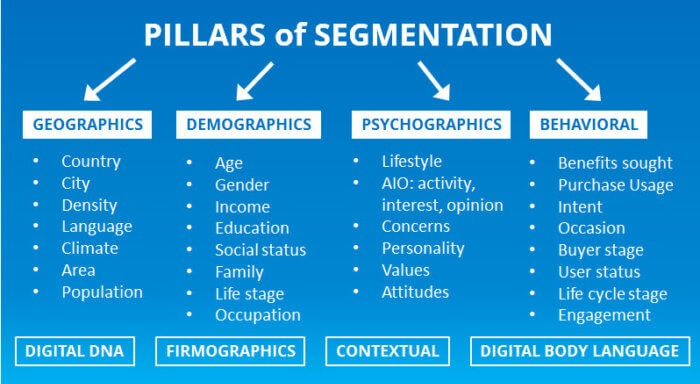 PILLARS of SEGMENTATION
GEOGRAPHICS
• Country
• City
• Density
• Language
• Climate
• Area
• Population
DEMOGRAPHICS
• Age
• Gender
• Income
• Education
• Social status
• Family
• Life stage
• Occupation
PSYCHOGRAPHICS
• Lifestyle
• AIO: activity,
interest, opinion
• Concerns
• Personality
• Values
• Attitudes
BEHAVIORAL
• Benefits sought
• Purchase Usage
• Intent
• Occasion
• Buyer stage
• User status
• Life cycle stage
• Engagement
DIGITAL DNA
FIRMOGRAPHICS
CONTEXTUAL
DIGITAL BODY LANGUAGE